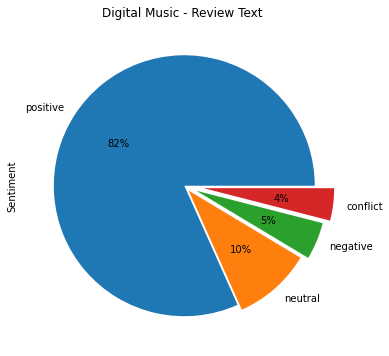 Digital Music - Review Text
positive
82%
Sentiment
4%
conflict
5%
negative
10%
neutral